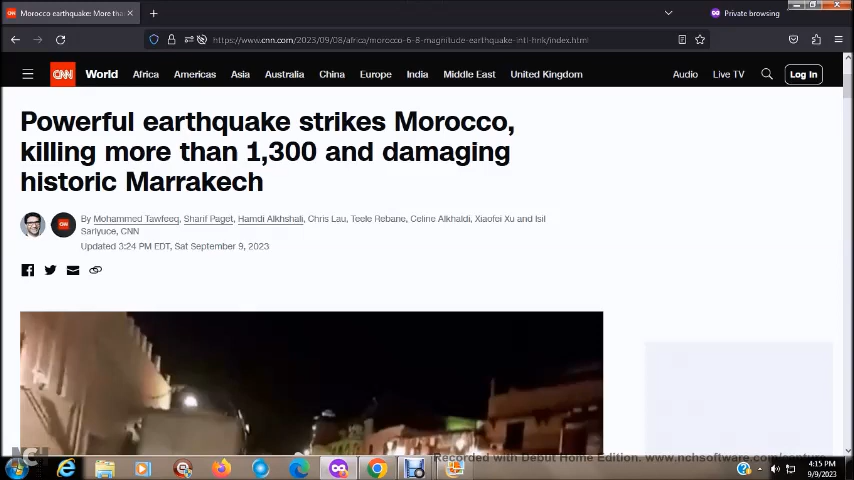 Morocco earthquake: More tha
Private browsing
https://www.cnn.com/2023/09/08/africa/morocco-6-8-magnitude-earthquake-intl-hnk/index.html
CNN World Africa Americas Asia Australia China Europe India Middle East United Kingdom Audio Live TV Log In
Powerful earthquake strikes Morocco,
killing more than 1,300 and damaging
historic Marrakech
By Mohammed Tawfeeq, Sharif Paget, Hamdi Alkhshali, Chris Lau, Teele Rebane, Celine Alkhaldi, Xiaofei Xu and Isil
Sariyuce, CNN
Updated 3:24 PM EDT, Sat September 9, 2023
NCH
Recorded with Debut Home Edition. www.nchsoftware.com/capture
4:15 PM
9/9/2023